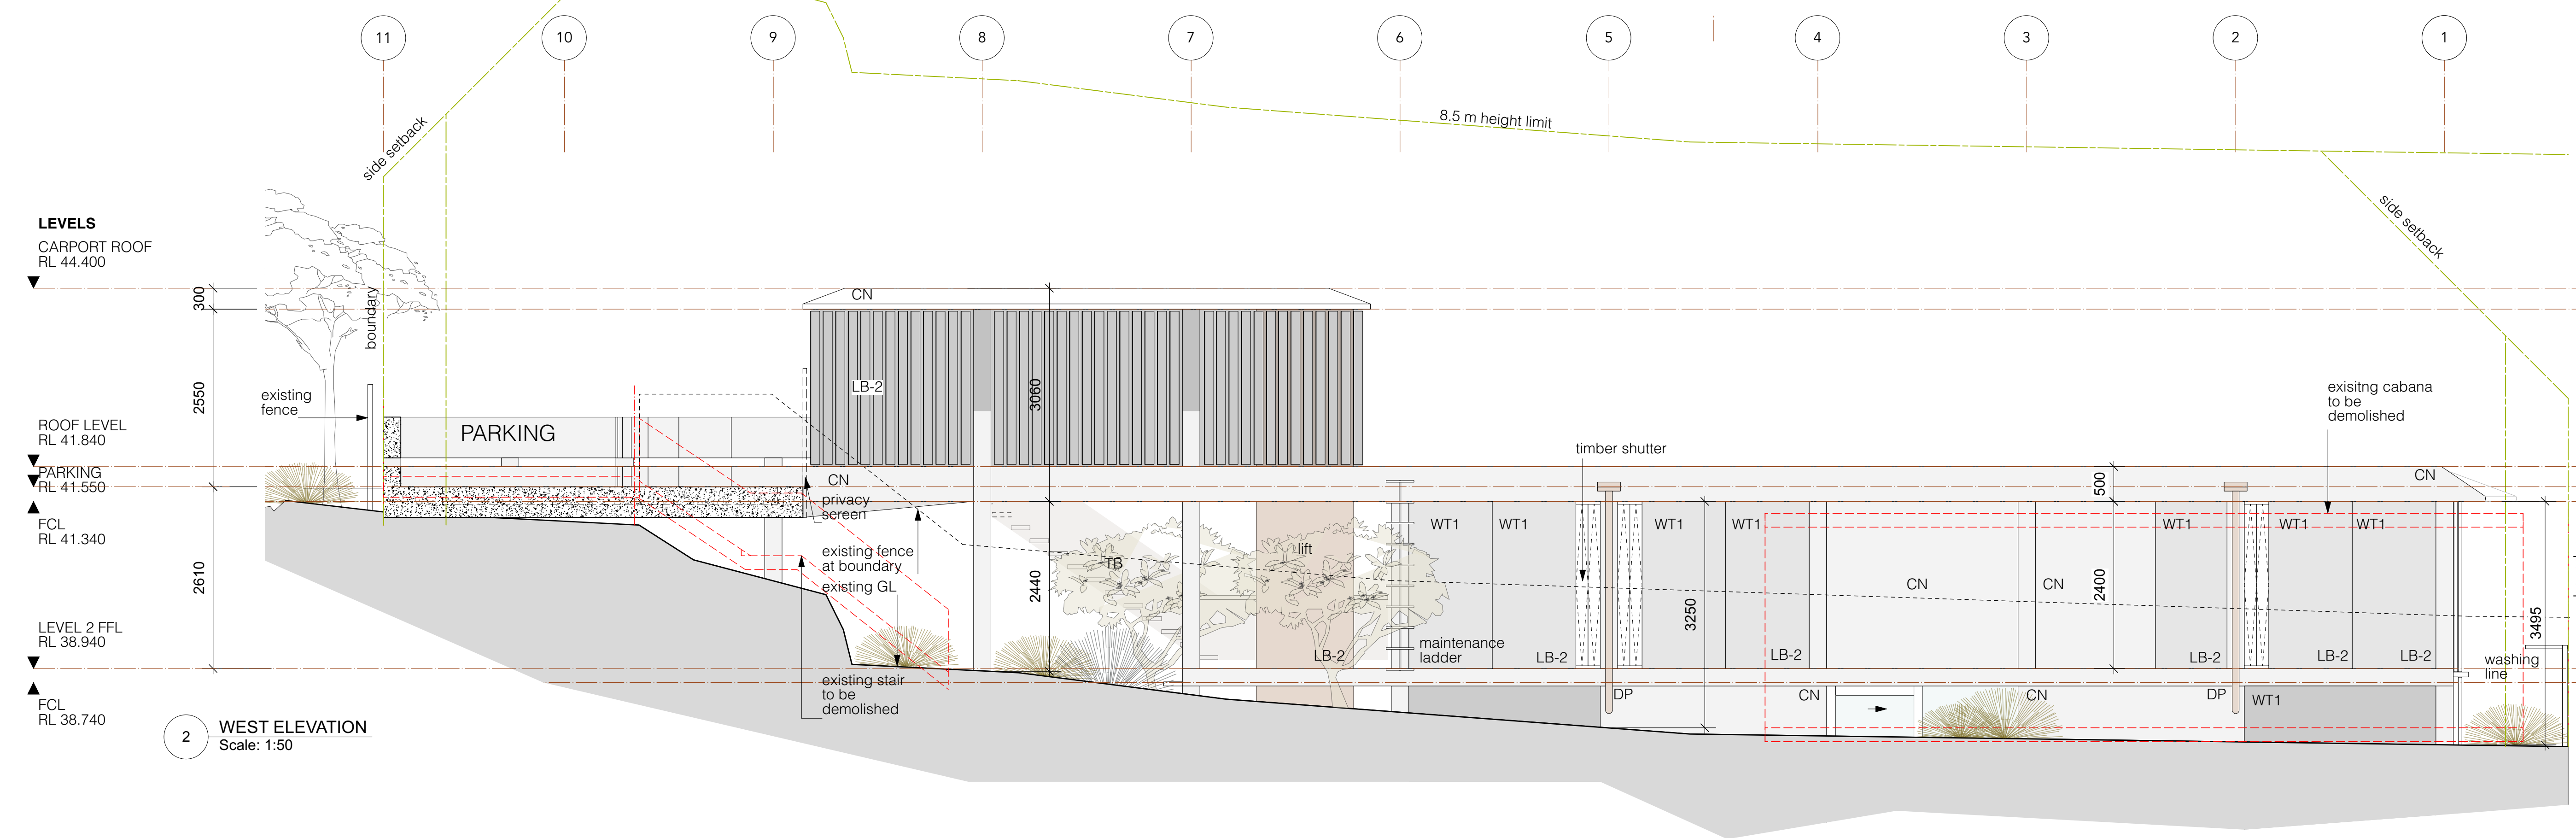 11
10
9
8
7
6
5
4
3
2
1
side setback
8.5 m height limit
side setback
LEVELS
CARPORT ROOF
RL 44.400
300
2550
2610
boundary
existing
fence
ROOF LEVEL
RL 41.840
PARKING
RL 41.550
FCL
RL 41.340
LEVEL 2 FFL
RL 38.940
FCL
RL 38.740
PARKING
CN
LB-2
3060
2440
CN
privacy
screen
existing fence
at boundary
existing GL
existing stair
to be
demolished
TB
lift
LB-2
maintenance
ladder
WT1
WT1
LB-2
timber shutter
DP
WT1
3250
WT1
LB-2
CN
CN
CN
CN
500
2400
WT1
LB-2
DP
exisitng cabana
to be
demolished
WT1
WT1
LB-2
LB-2
WT1
CN
washing
line
3495
2
WEST ELEVATION
Scale: 1:50